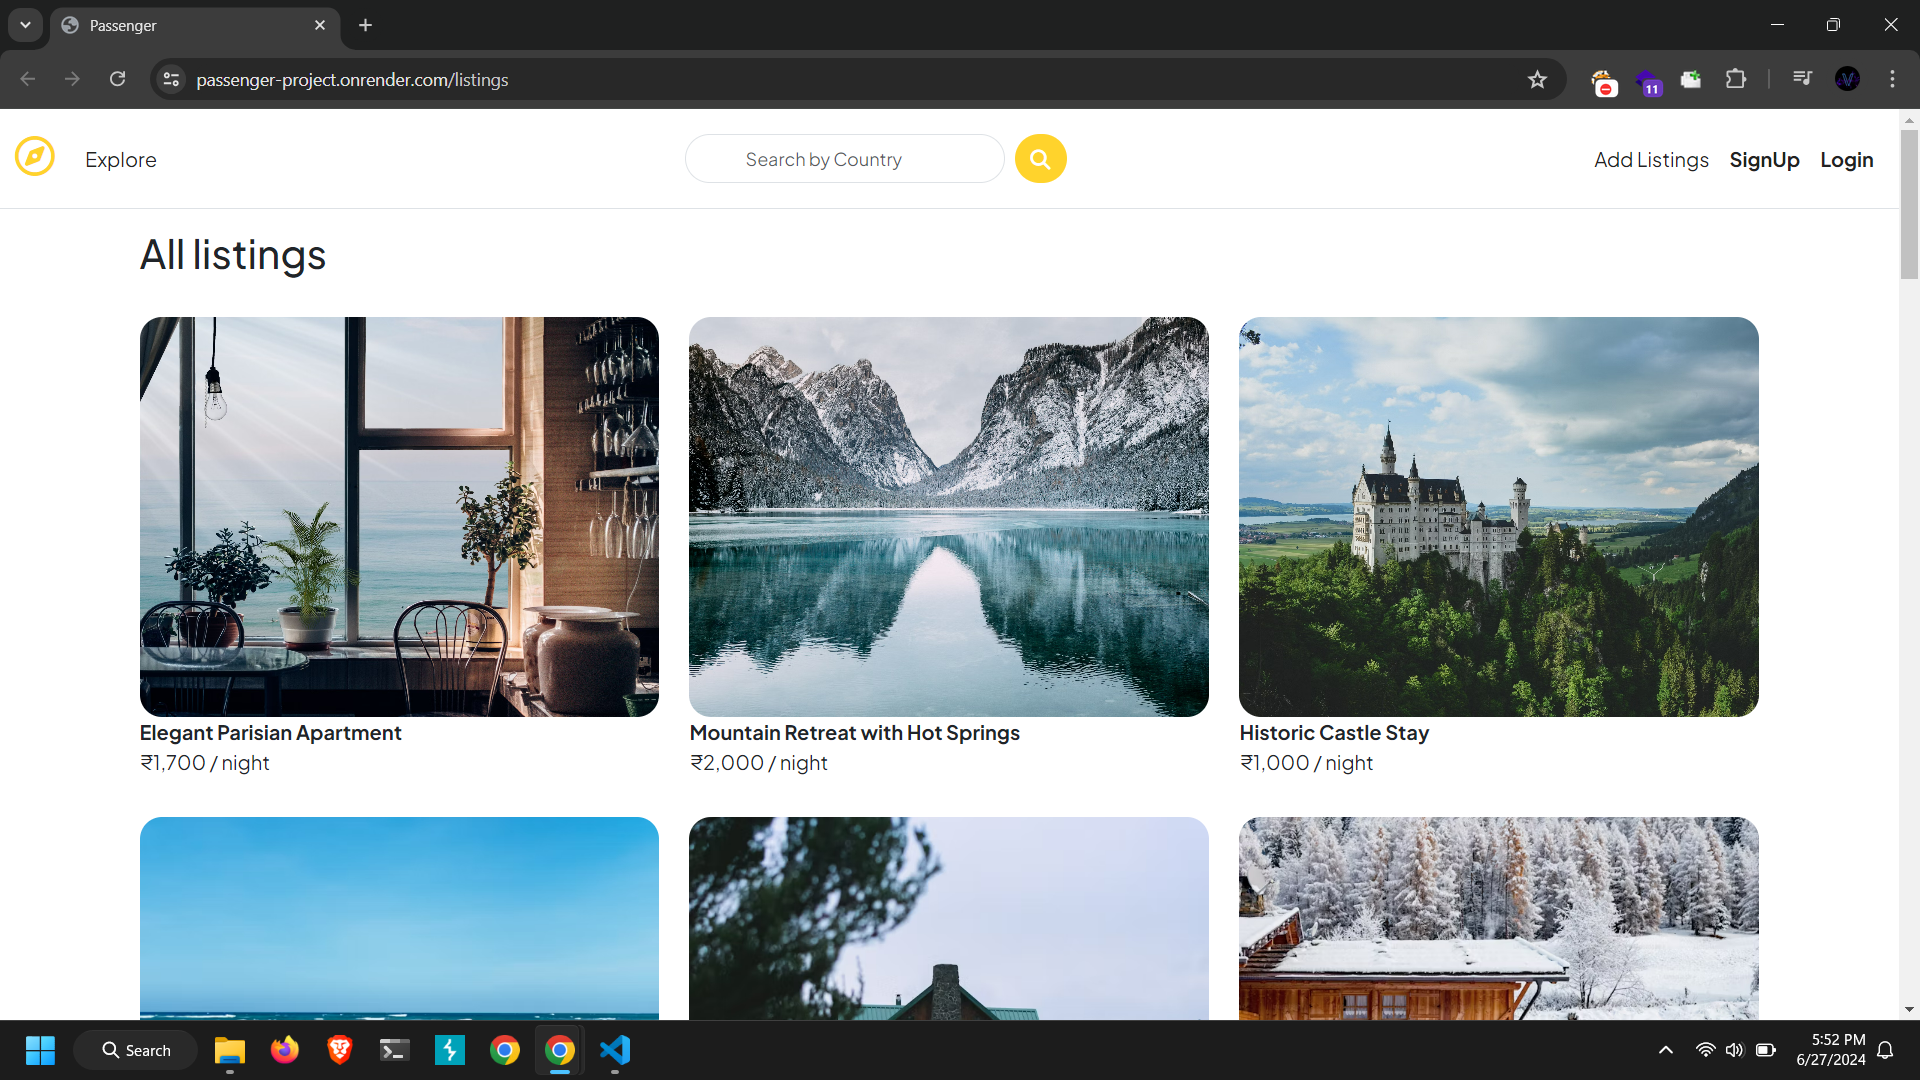 Passenger
passenger-project.onrender.com/listings
11
Explore
Search by Country
Add Listings
SignUp
Login
All listings
Elegant Parisian Apartment
₹1,700 / night
Mountain Retreat with Hot Springs
₹2,000 / night
Historic Castle Stay
₹1,000 / night
Search
5:52 PM
6/27/2024